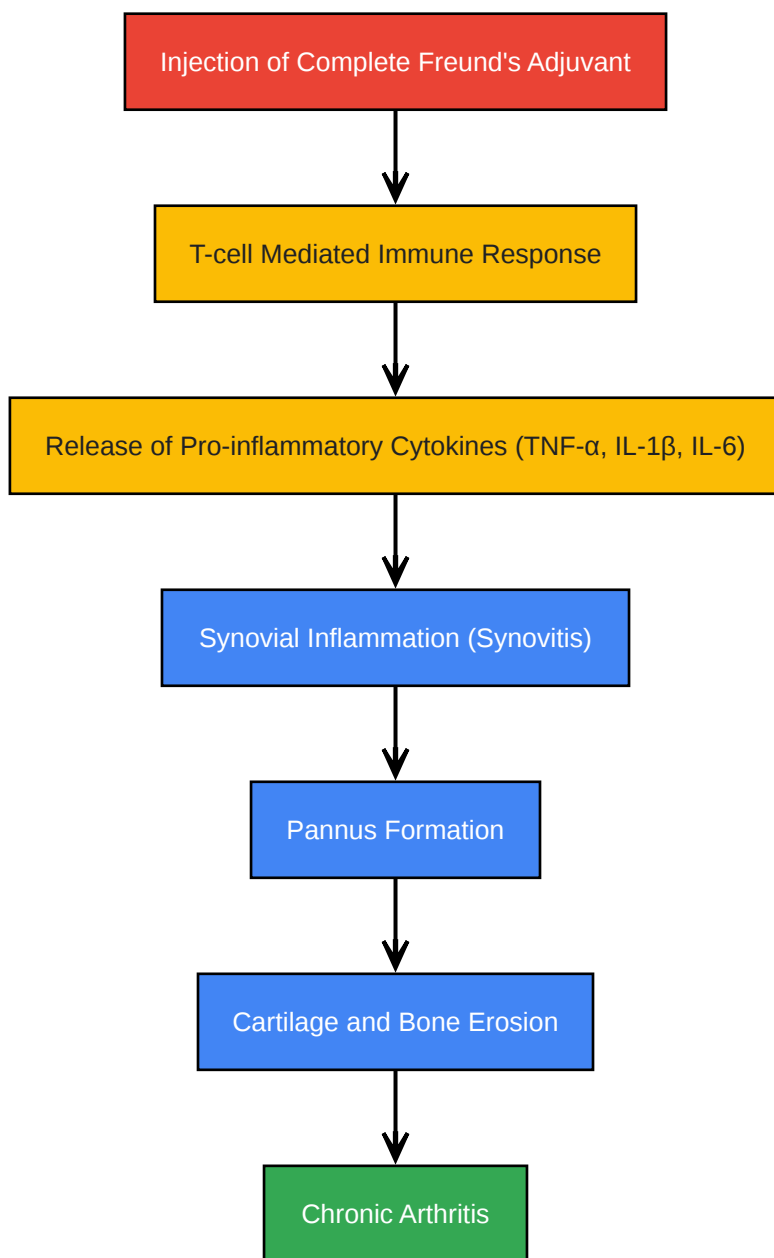 Injection of Complete Freund's Adjuvant
T-cell Mediated Immune Response
Release of Pro-inflammatory Cytokines (TNF-α, IL-1β, IL-6)
Synovial Inflammation (Synovitis)
Pannus Formation
Cartilage and Bone Erosion
Chronic Arthritis